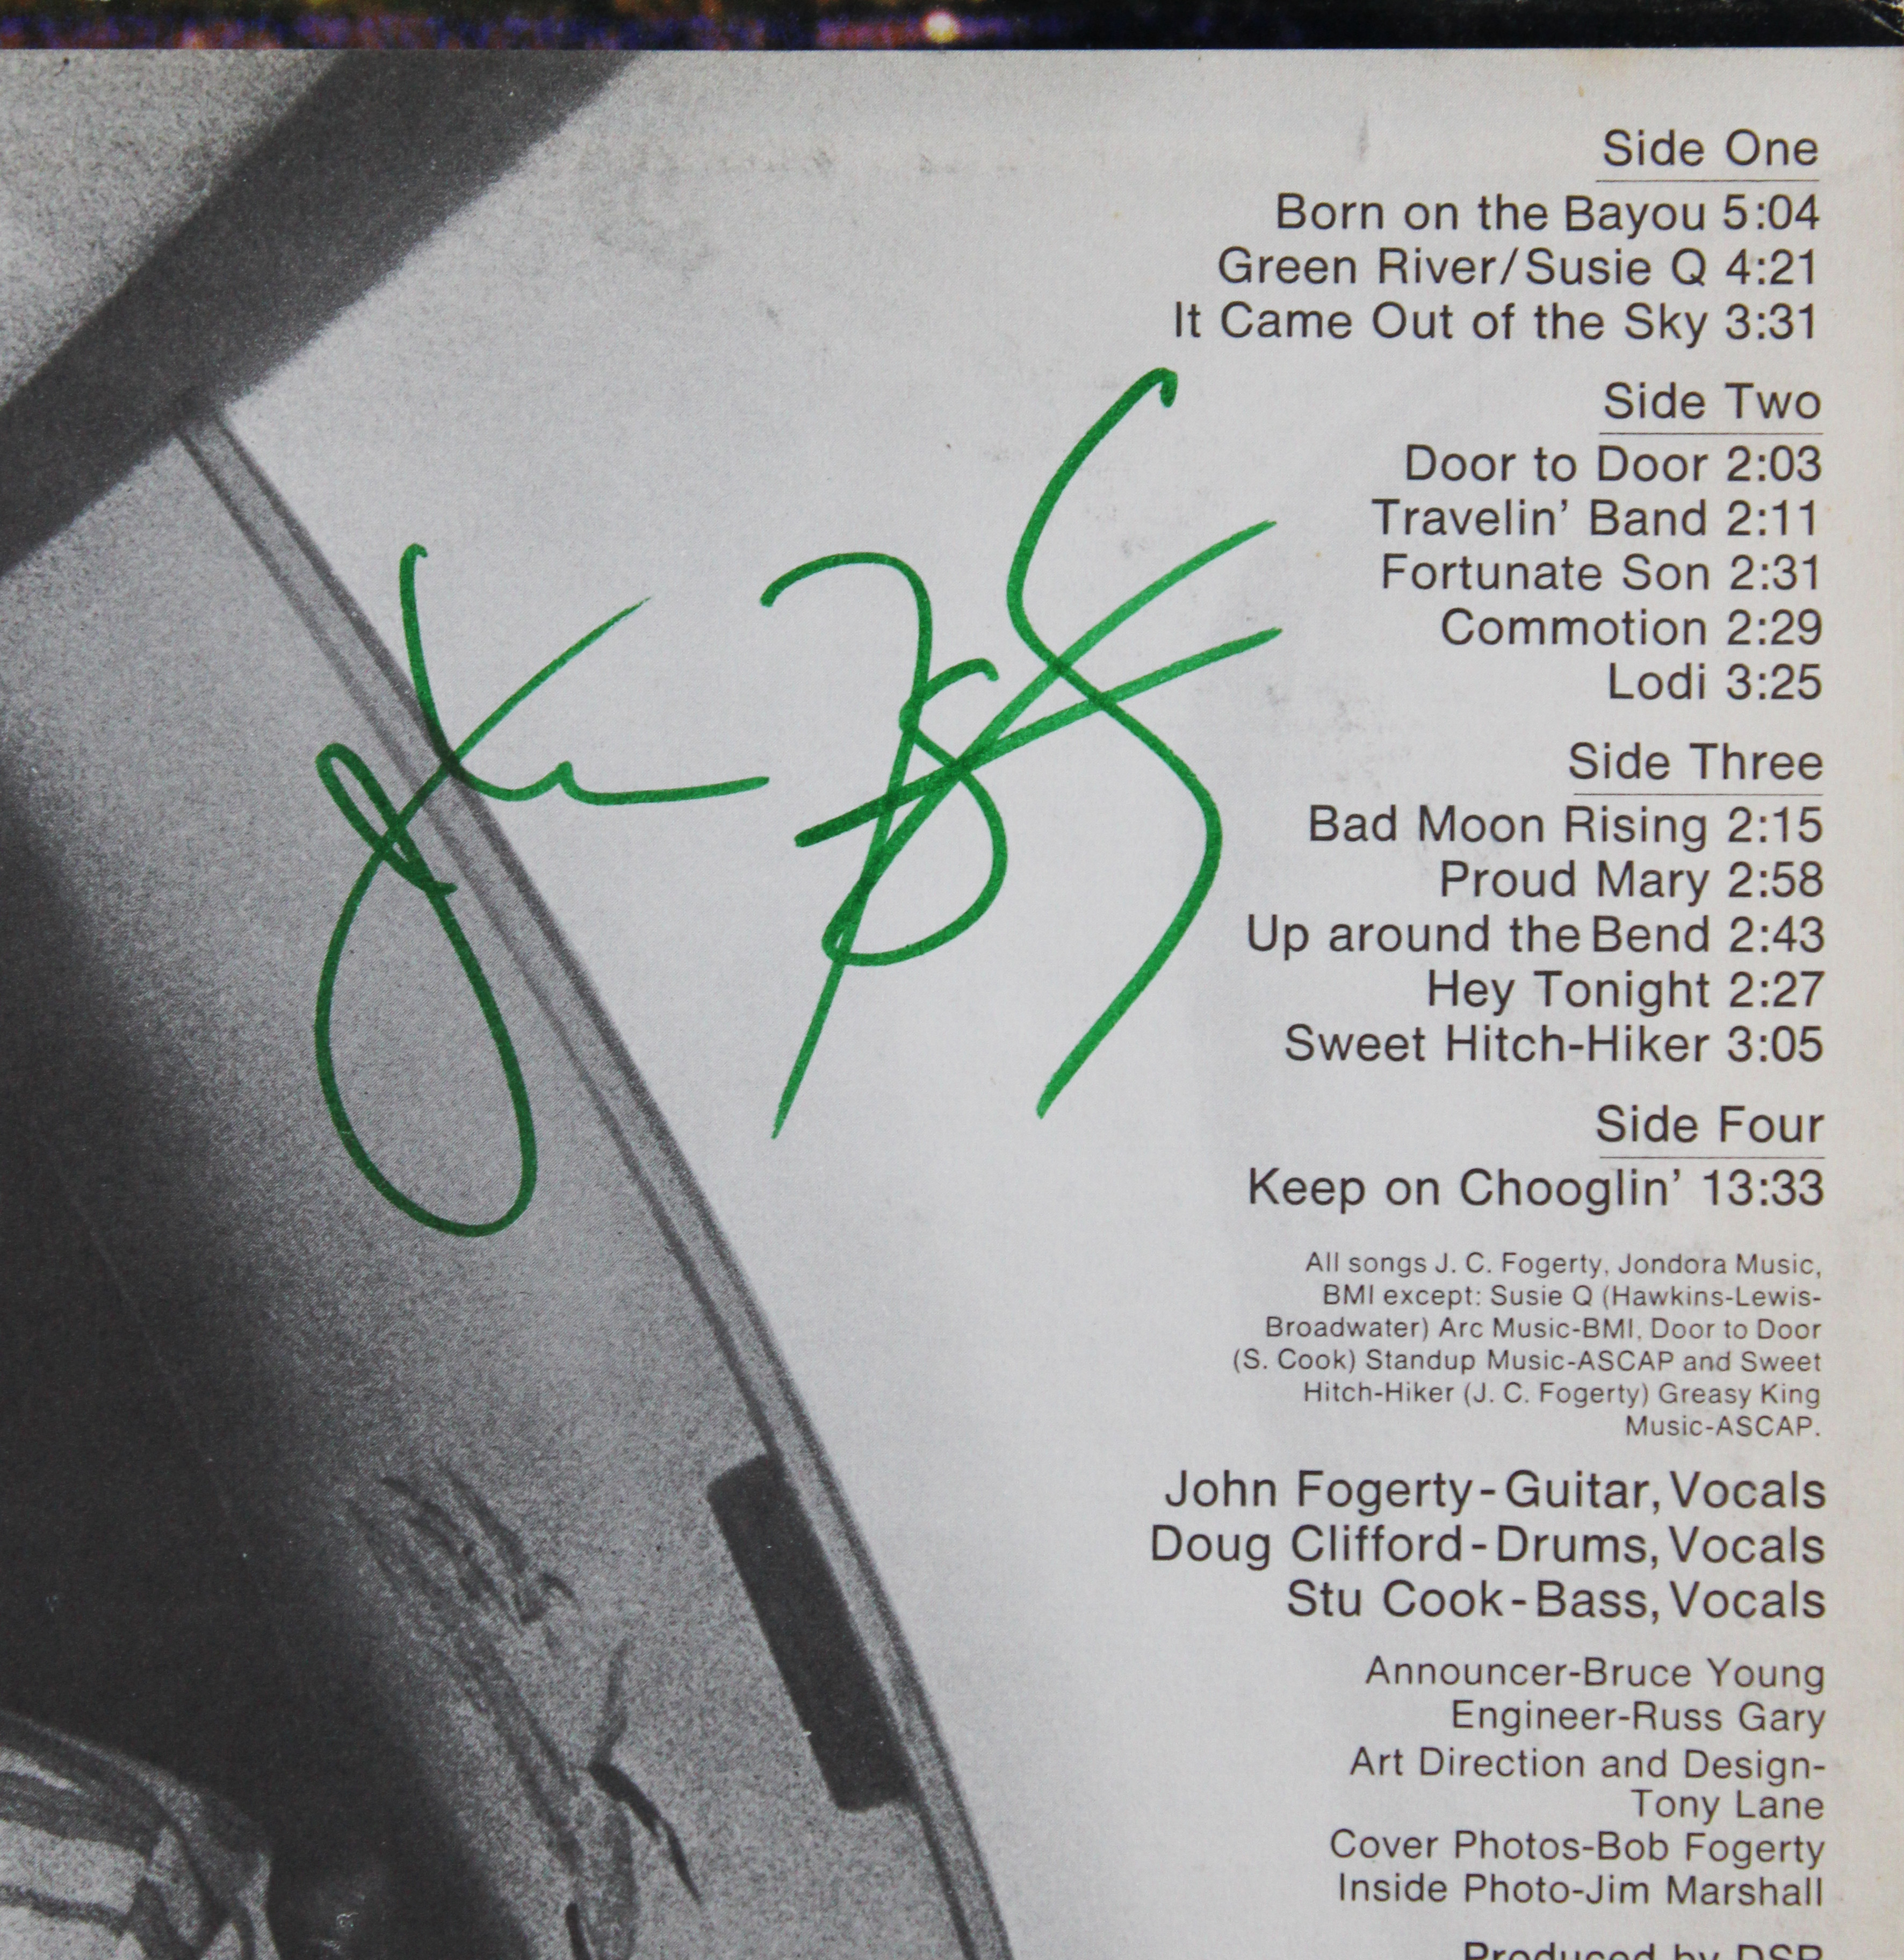 Side One
Born on the Bayou 5:04
Green River/Susie Q 4:21
It Came Out of the Sky 3:31
Side Two
Door to Door 2:03
Travelin' Band 2:11
Fortunate Son 2:31
Commotion 2:29
Lodi 3:25
Side Three
Bad Moon Rising 2:15
Proud Mary 2:58
Up around the Bend 2:43
Hey Tonight 2:27
Sweet Hitch-Hiker 3:05
Side Four
Keep on Chooglin' 13:33
All songs J. C. Fogerty, Jondora Music,
BMI except: Susie Q (Hawkins-Lewis-
Broadwater) Arc Music-BMI, Door to Door
(S. Cook) Standup Music-ASCAP and Sweet
Hitch-Hiker (J. C. Fogerty) Greasy King
Music-ASCAP.
John Fogerty-Guitar, Vocals
Doug Clifford-Drums, Vocals
Stu Cook-Bass, Vocals
Announcer-Bruce Young
Engineer-Russ Gary
Art Direction and Design-
Tony Lane
Cover Photos-Bob Fogerty
Inside Photo-Jim Marshall
Produced by DSR